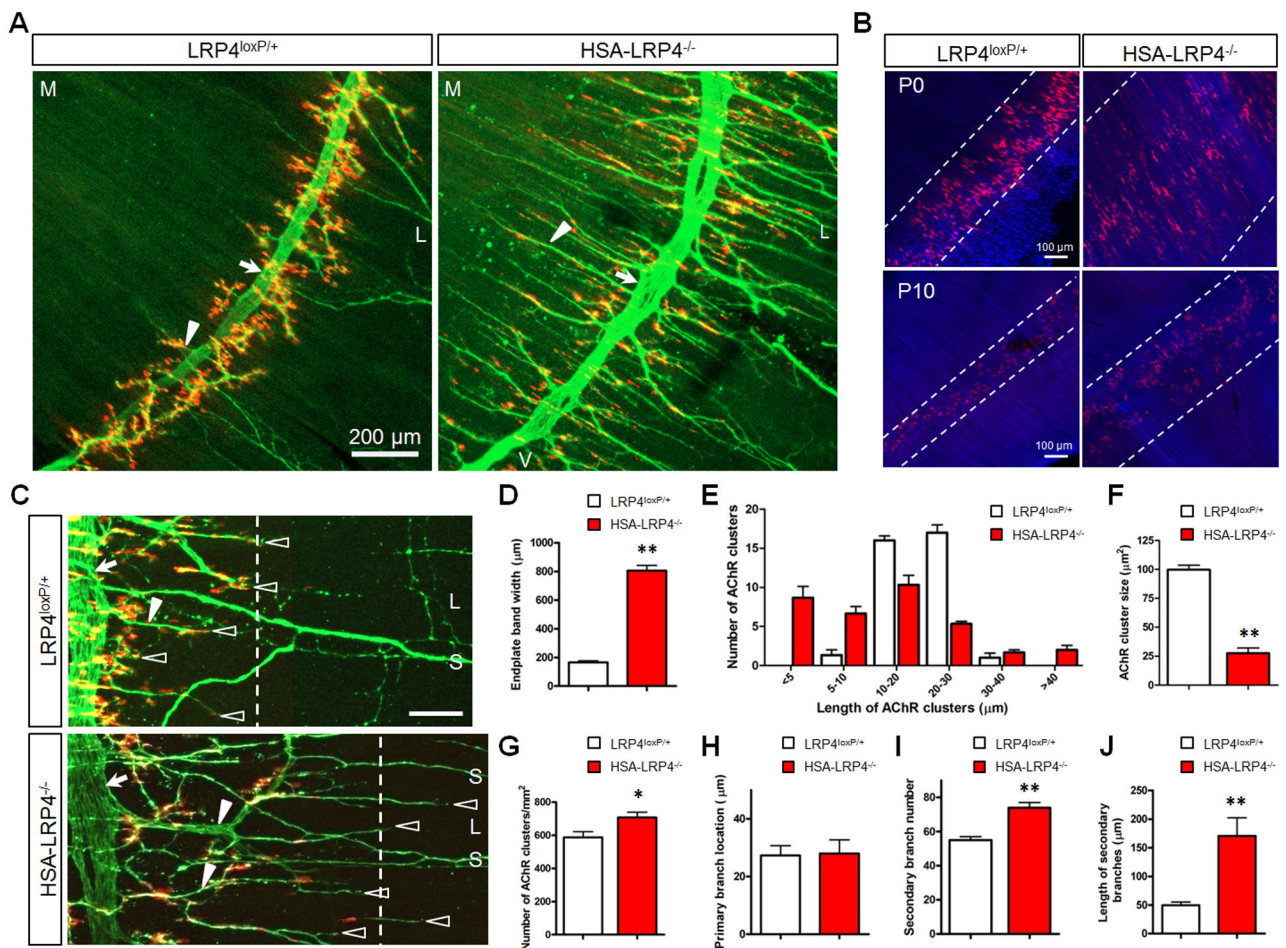 A
LRP4loxP/+
HSA-LRP4-/-
M
L
200 μm
M
L
V
B
LRP4loxP/+
HSA-LRP4-/-
P0
100 μm
P10
100 μm
C
LRP4loxP/+
L
S
HSA-LRP4-/-
S
L
S
D
LRP4loxP/+
HSA-LRP4-/-
Endplate band width (μm)
1000
800
600
400
200
0
**
E
LRP4loxP/+
HSA-LRP4-/-
Number of AChR clusters
20
15
10
5
0
<5
5-10
10-20
20-30
30-40
>40
Length of AChR clusters (μm)
F
LRP4loxP/+
HSA-LRP4-/-
AChR cluster size (μm2)
125
100
75
50
25
0
**
G
LRP4loxP/+
HSA-LRP4-/-
Number of AChR clusters/mm2
800
600
400
200
0
*
H
LRP4loxP/+
HSA-LRP4-/-
Primary branch location (μm)
40
30
20
10
0
I
LRP4loxP/+
HSA-LRP4-/-
Secondary branch number
80
60
40
20
0
**
J
LRP4loxP/+
HSA-LRP4-/-
Length of secondary
branches (μm)
250
200
150
100
50
0
**